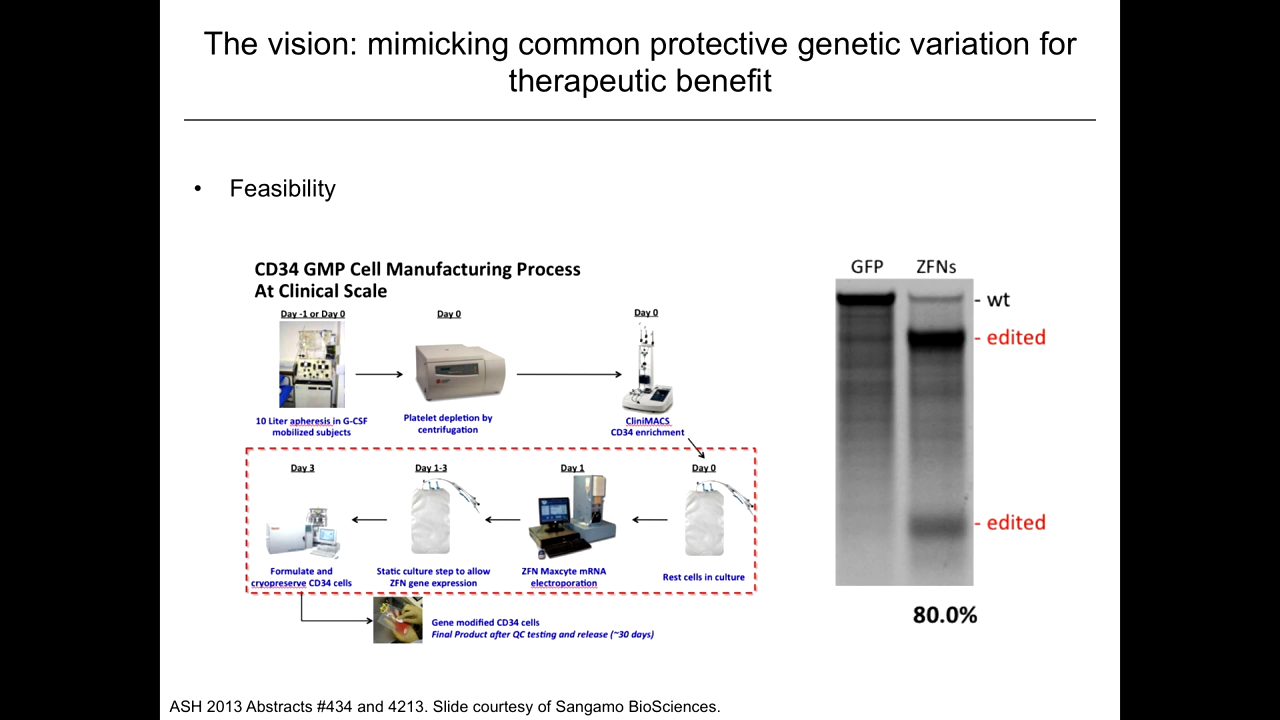 The vision: mimicking common protective genetic variation for
therapeutic benefit
• Feasibility
CD34 GMP Cell Manufacturing Process
At Clinical Scale
Day -1 or Day 0
Day 0
Day 0
10 Liter apheresis in G-CSF
mobilized subjects
Platelet depletion by
centrifugation
CliniMACS
CD34 enrichment
Day 3
Day 1-3
Day 1
Day 0
Formulate and
cryopreserve CD34 cells
Static culture step to allow
ZFN gene expression
ZFN Maxcyte mRNA
electroporation
Rest cells in culture
Gene modified CD34 cells
Final Product after QC testing and release (~30 days)
GFP ZFNs
- wt
- edited
- edited
80.0%
ASH 2013 Abstracts #434 and 4213. Slide courtesy of Sangamo BioSciences.